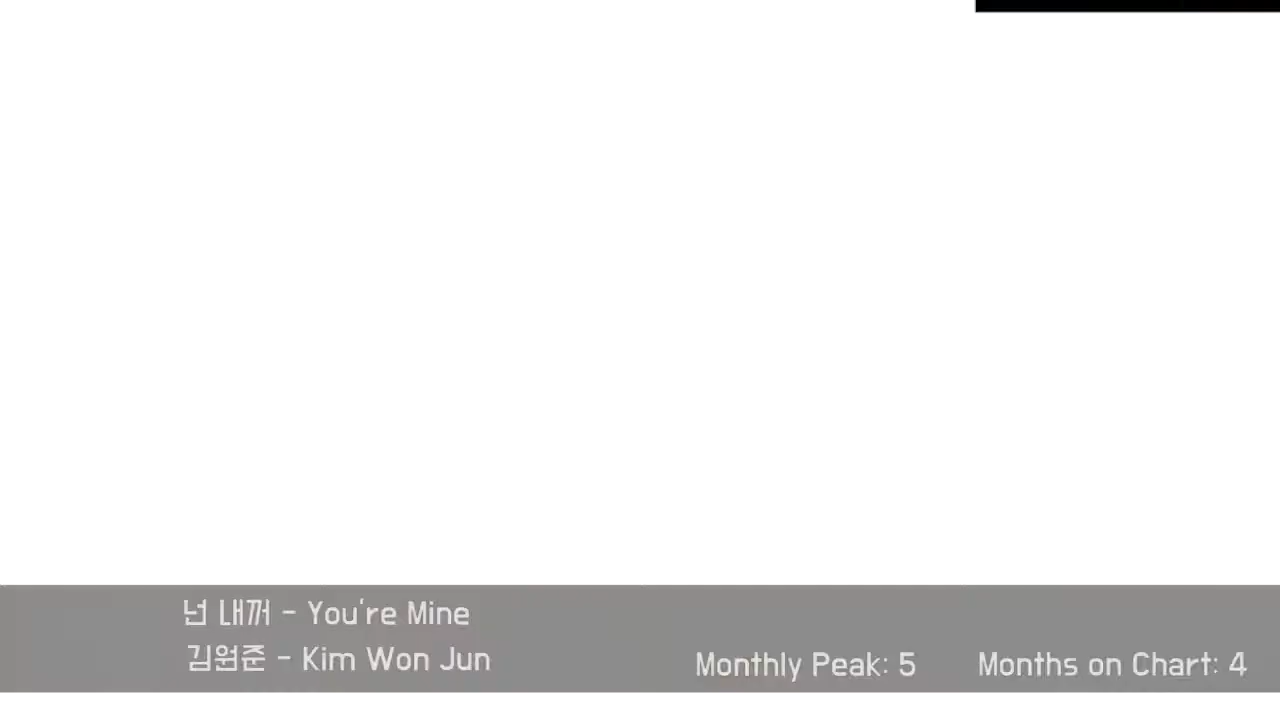 넌 내꺼 - You're Mine
김원준 - Kim Won Jun
Monthly Peak: 5 Months on Chart: 4